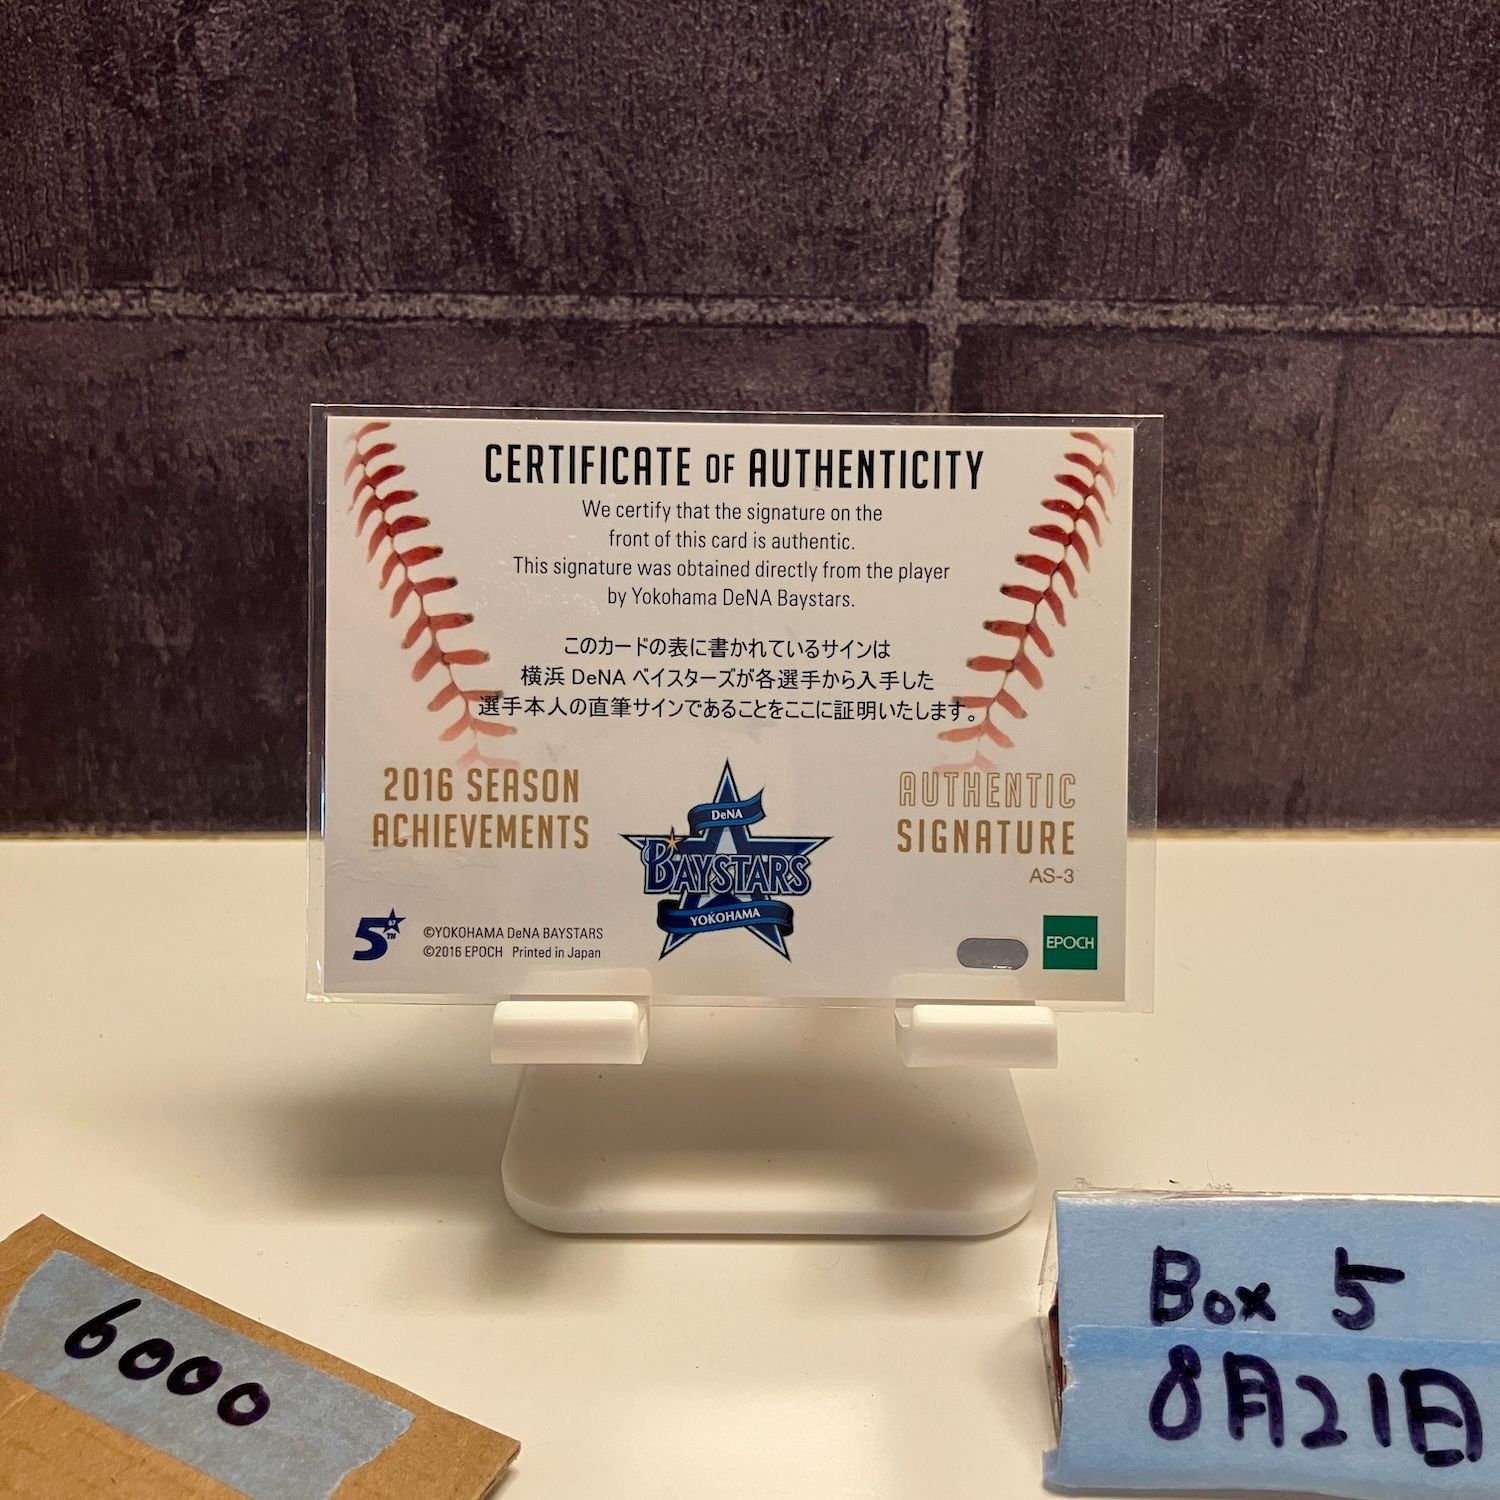 CERTIFICATE OF AUTHENTICITY
We certify that the signature on the
front of this card is authentic.
This signature was obtained directly from the player
by Yokohama DeNA Baystars.
このカードの表に書かれているサインは
横浜 DeNA ベイスターズが各選手から入手した
選手本人の直筆サインであることをここに証明いたします。
2016 SEASON
ACHIEVEMENTS
DeNA
BAYSTARS
YOKOHAMA
AUTHENTIC
SIGNATURE
AS-3
5TH
©YOKOHAMA DeNA BAYSTARS
©2016 EPOCH Printed in Japan
EPOCH
6000
Box 5
8月21日